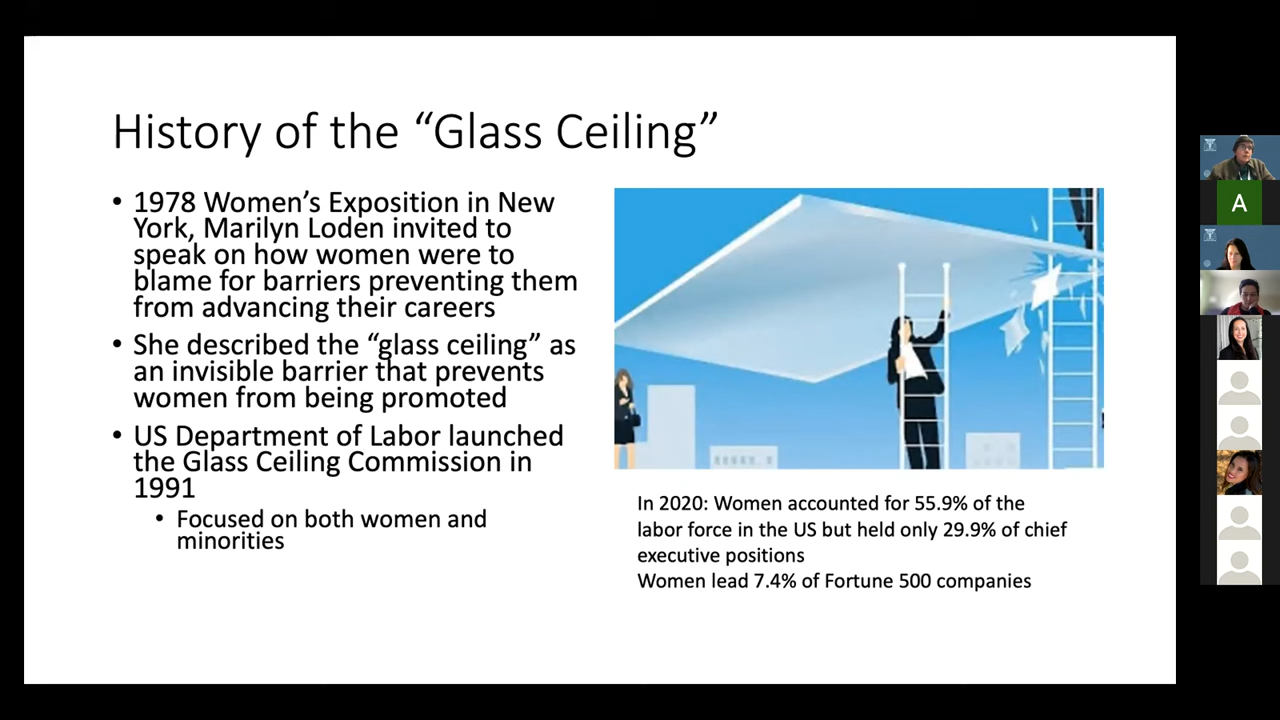 History of the “Glass Ceiling”
• 1978 Women’s Exposition in New
York, Marilyn Loden invited to
speak on how women were to
blame for barriers preventing them
from advancing their careers
• She described the “glass ceiling” as
an invisible barrier that prevents
women from being promoted
• US Department of Labor launched
the Glass Ceiling Commission in
1991
• Focused on both women and
minorities
In 2020: Women accounted for 55.9% of the
labor force in the US but held only 29.9% of chief
executive positions
Women lead 7.4% of Fortune 500 companies
A